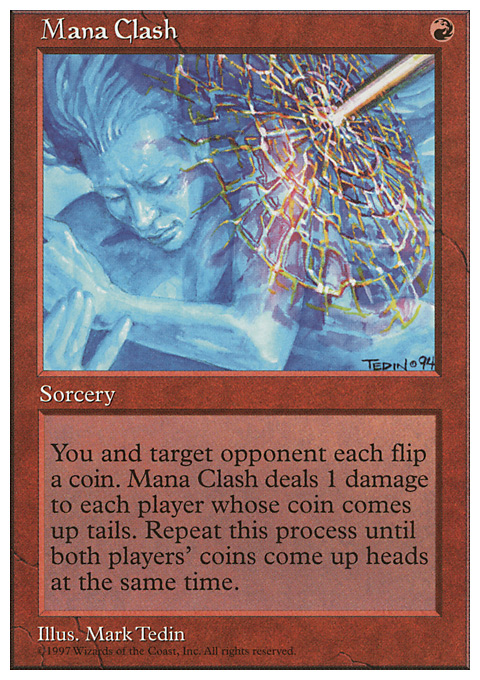 Mana Clash
TEDIN©94
Sorcery
You and target opponent each flip
a coin. Mana Clash deals 1 damage
to each player whose coin comes
up tails. Repeat this process until
both players’ coins come up heads
at the same time.
Illus. Mark Tedin
©1997 Wizards of the Coast, Inc. All rights reserved.